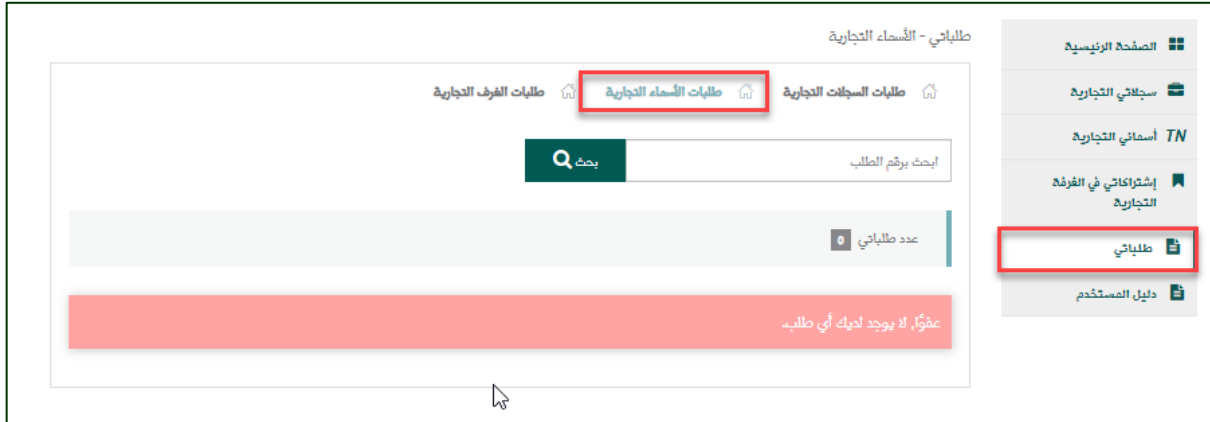 الصفحة الرئيسية
سجلاتي التجارية
TN أسمائي التجارية
إشتراكاتي في الغرفة
التجارية
طلباتي
دليل المستخدم
طلباتي - الأسماء التجارية
طلبات السجلات التجارية طلبات الأسماء التجارية طلبات الغرف التجارية
ابحث برقم الطلب بحث
عدد طلباتي 0
عفوًا, لا يوجد لديك أي طلب.